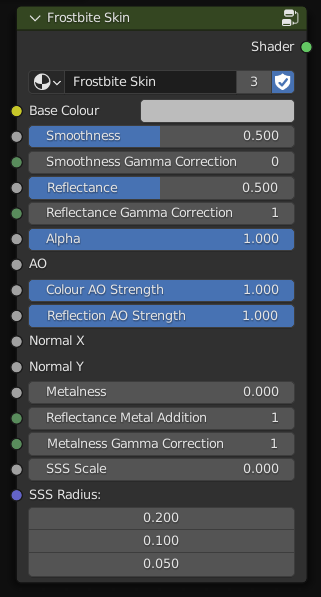 Frostbite Skin
Shader
Frostbite Skin 3
Base Colour
Smoothness 0.500
Smoothness Gamma Correction 0
Reflectance 0.500
Reflectance Gamma Correction 1
Alpha 1.000
AO
Colour AO Strength 1.000
Reflection AO Strength 1.000
Normal X
Normal Y
Metalness 0.000
Reflectance Metal Addition 1
Metalness Gamma Correction 1
SSS Scale 0.000
SSS Radius:
0.200
0.100
0.050